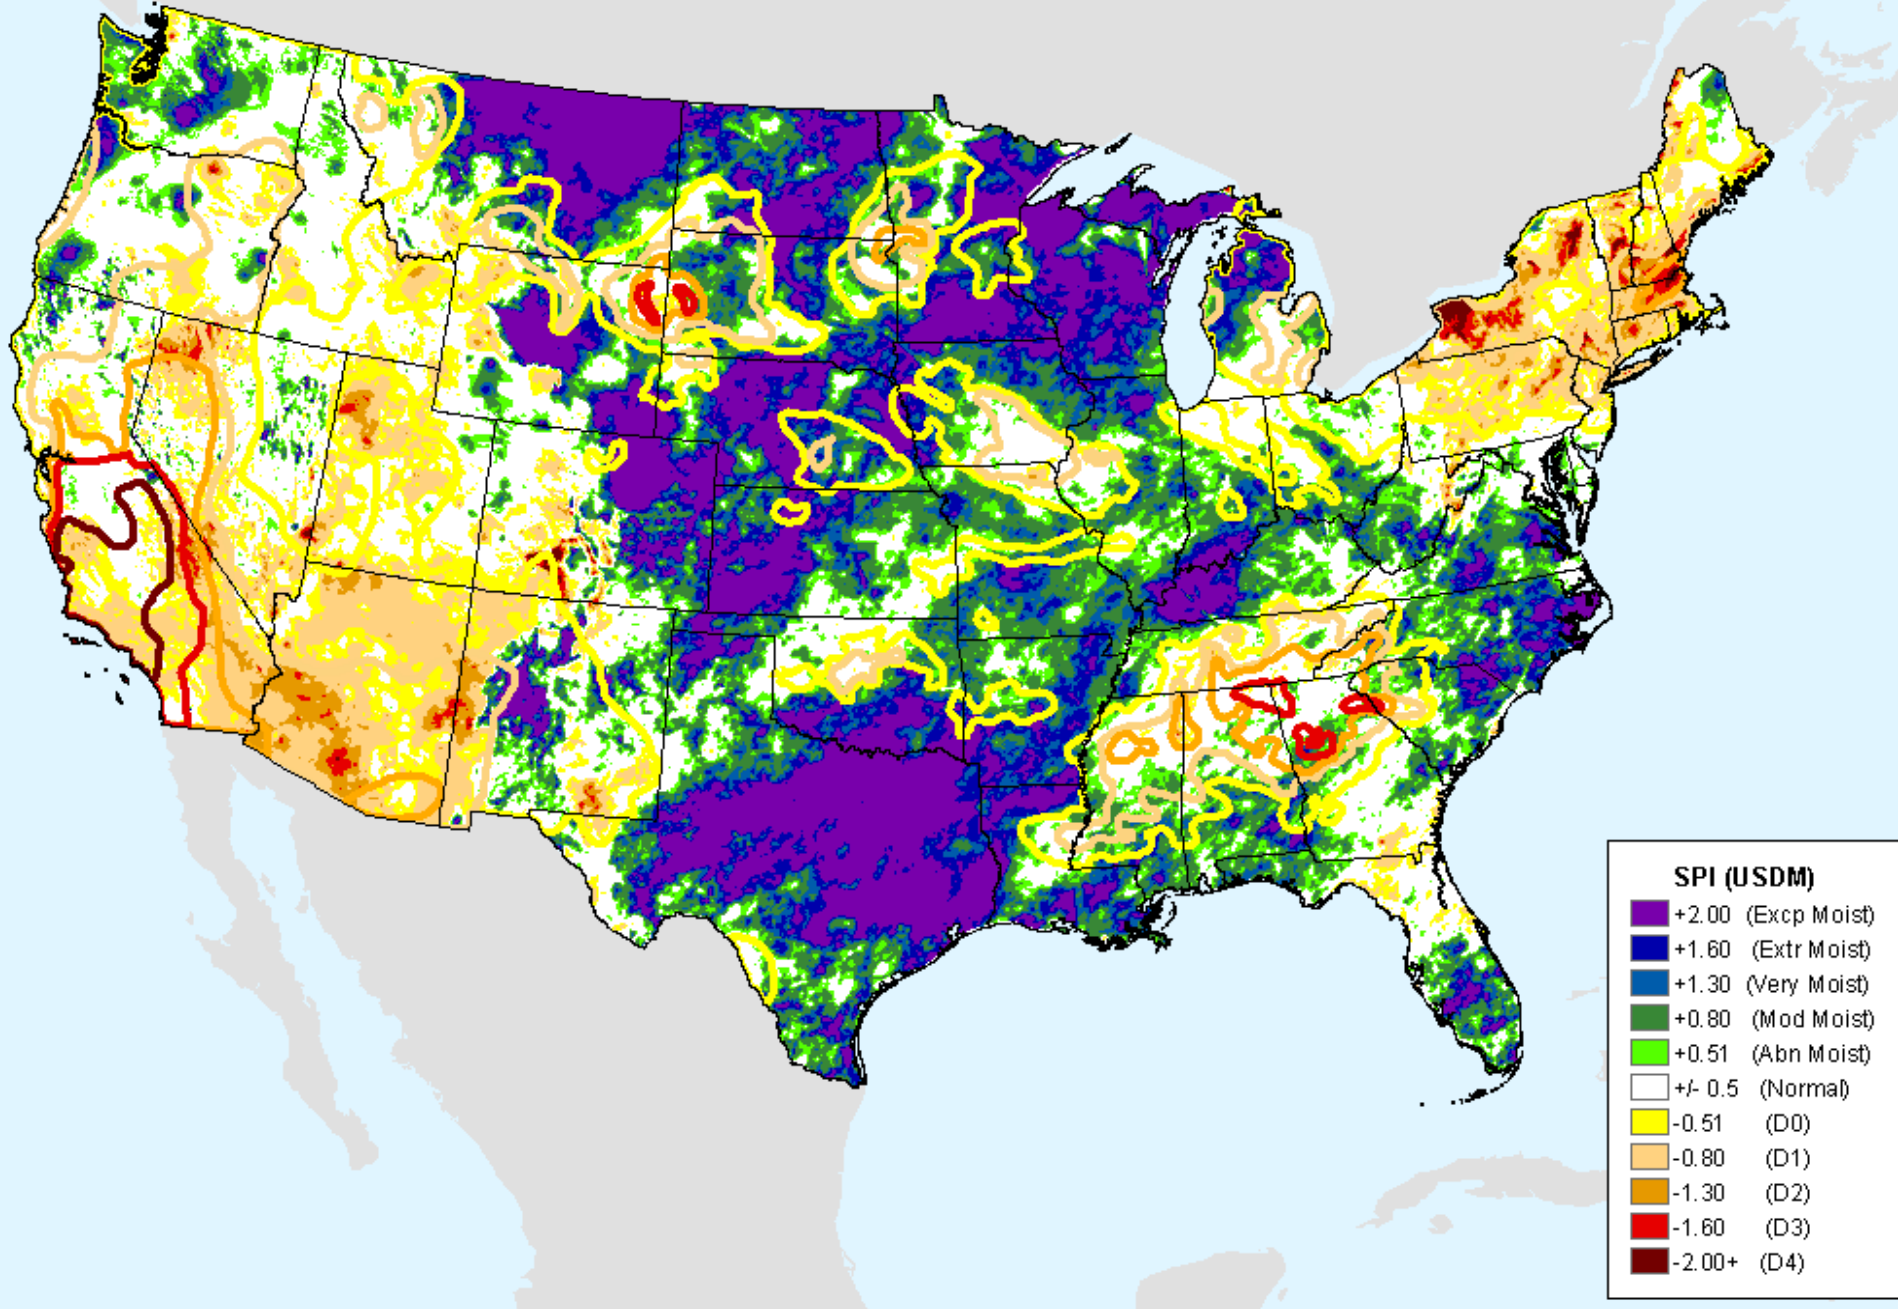 SPI (USDM)
+2.00 (Excp Moist)
+1.60 (Extr Moist)
+1.30 (Very Moist)
+0.80 (Mod Moist)
+0.51 (Abn Moist)
+/- 0.5 (Normal)
-0.51 (D0)
-0.80 (D1)
-1.30 (D2)
-1.60 (D3)
-2.00+ (D4)